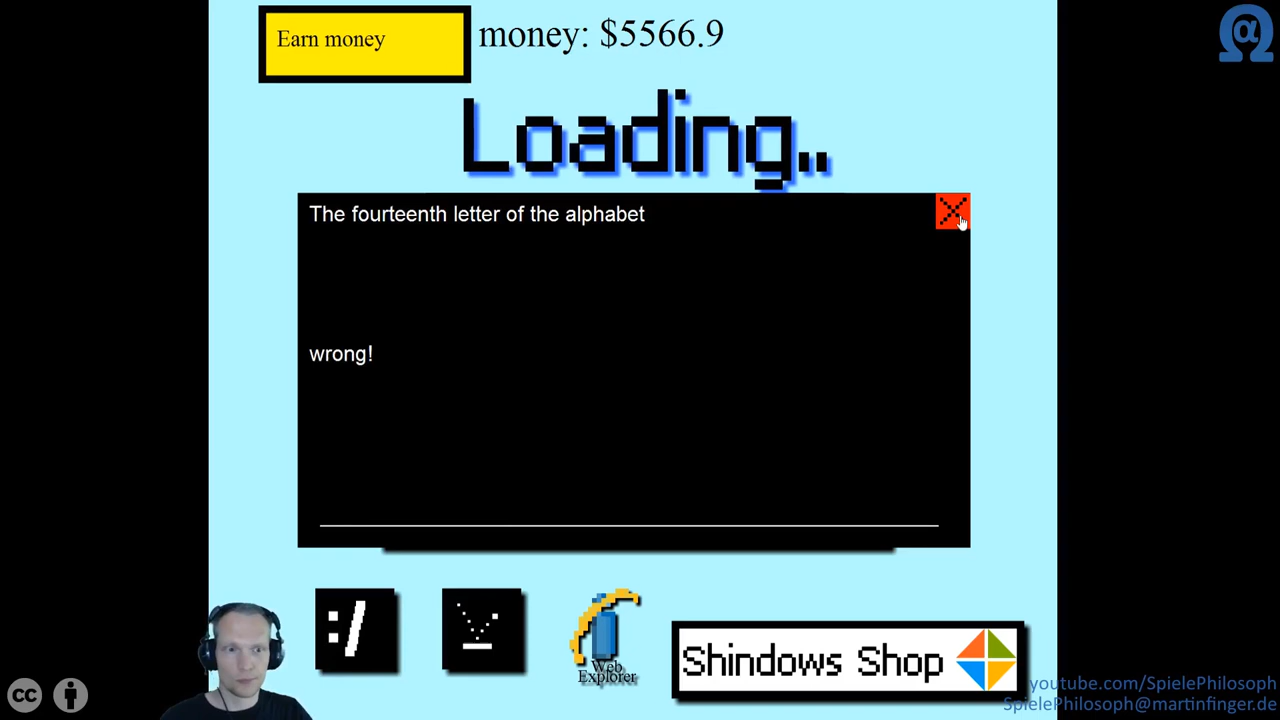 Earn money
money: $5566.9
Loading..
The fourteenth letter of the alphabet
wrong!
:/
Web
Explorer
Shindows Shop
youtube.com/SpielePhilosoph
SpielePhilosoph@martinfinger.de
cc